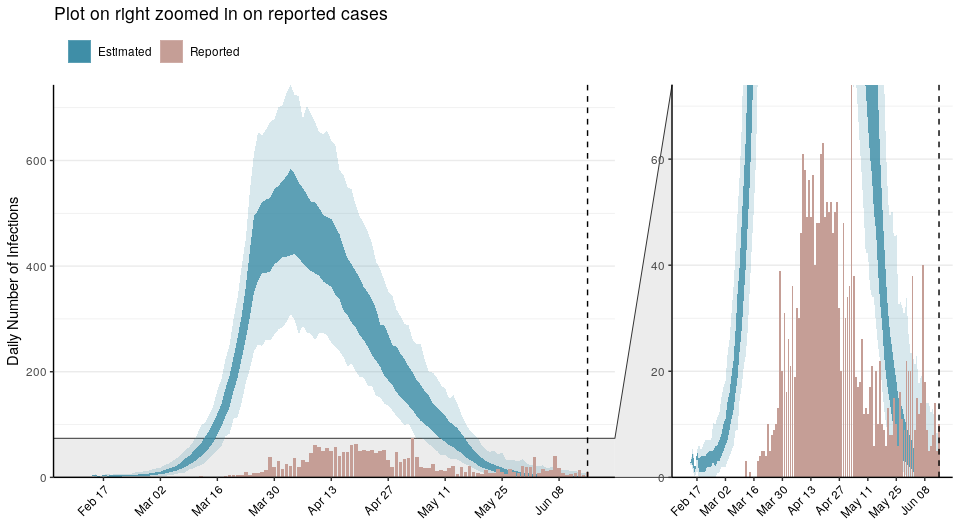 Plot on right zoomed in on reported cases
Estimated
Reported
Daily Number of Infections
600
400
200
0
Feb 17
Mar 02
Mar 16
Mar 30
Apr 13
Apr 27
May 11
May 25
Jun 08
60
40
20
0
Feb 17
Mar 02
Mar 16
Mar 30
Apr 13
Apr 27
May 11
May 25
Jun 08